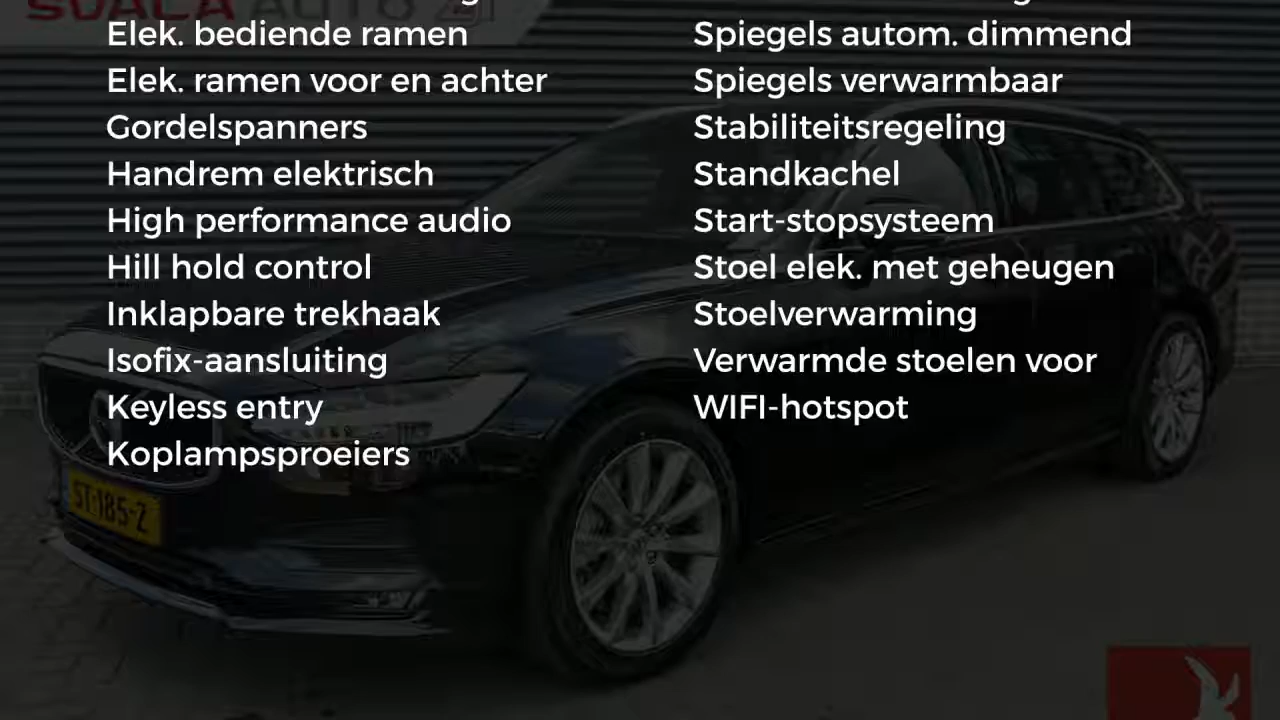 Elek. bediende ramen
Elek. ramen voor en achter
Gordelspanners
Handrem elektrisch
High performance audio
Hill hold control
Inklapbare trekhaak
Isofix-aansluiting
Keyless entry
Koplampsproeiers
Spiegels autom. dimmend
Spiegels verwarmbaar
Stabiliteitsregeling
Standkachel
Start-stopsysteem
Stoel elek. met geheugen
Stoelverwarming
Verwarmde stoelen voor
WIFI-hotspot
ST-185-Z